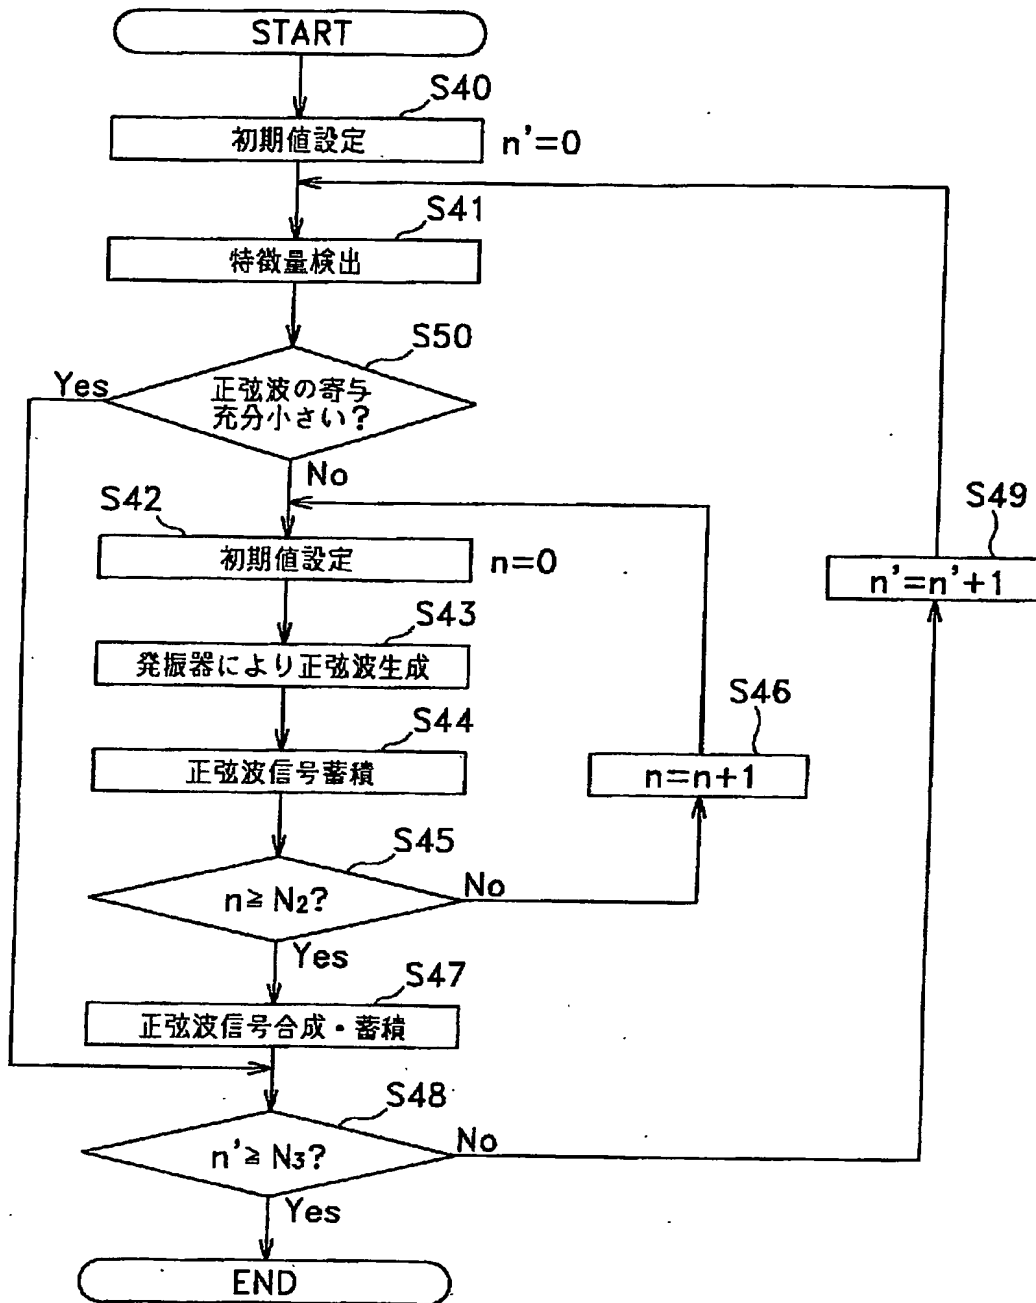 START
S40
初期値設定
n'=0
S41
特徴量検出
S50
Yes
正弦波の寄与
充分小さい？
No
S42
初期値設定
n=0
S49
n'=n'+1
S43
発振器により正弦波生成
S44
正弦波信号蓄積
S46
n=n+1
S45
n≧N2?
No
Yes
S47
正弦波信号合成・蓄積
S48
n'≧N3?
No
Yes
END